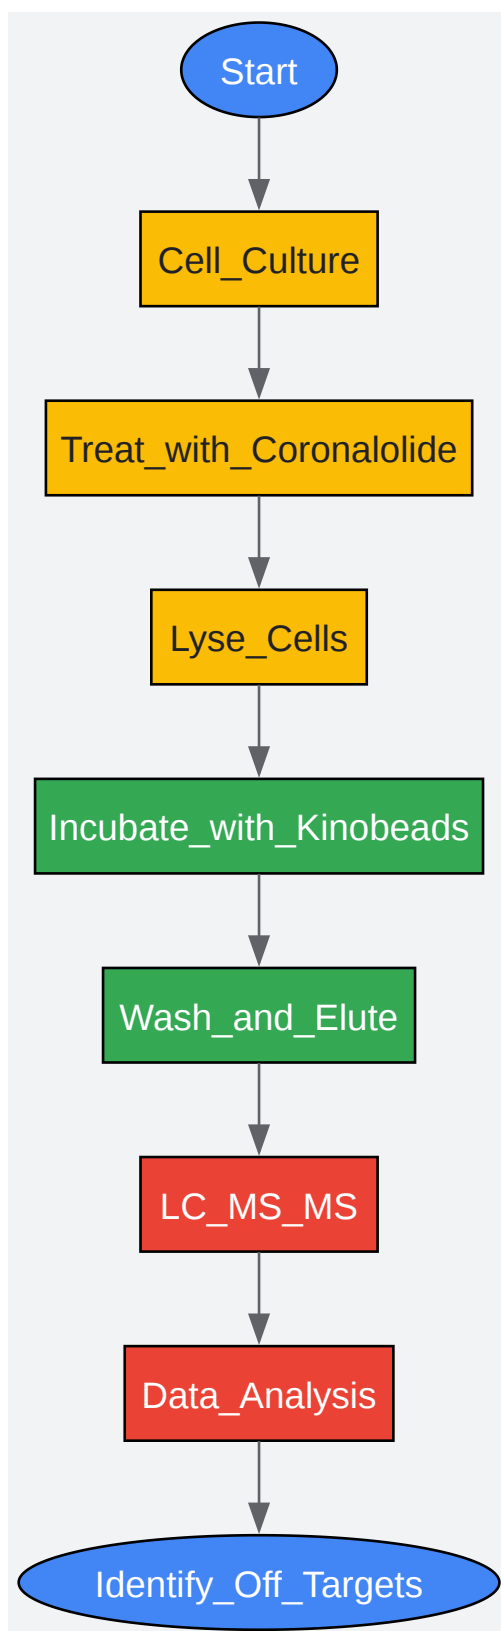 Start
Cell_Culture
Treat_with_Coronalolide
Lyse_Cells
Incubate_with_Kinobeads
Wash_and_Elute
LC_MS_MS
Data_Analysis
Identify_Off_Targets